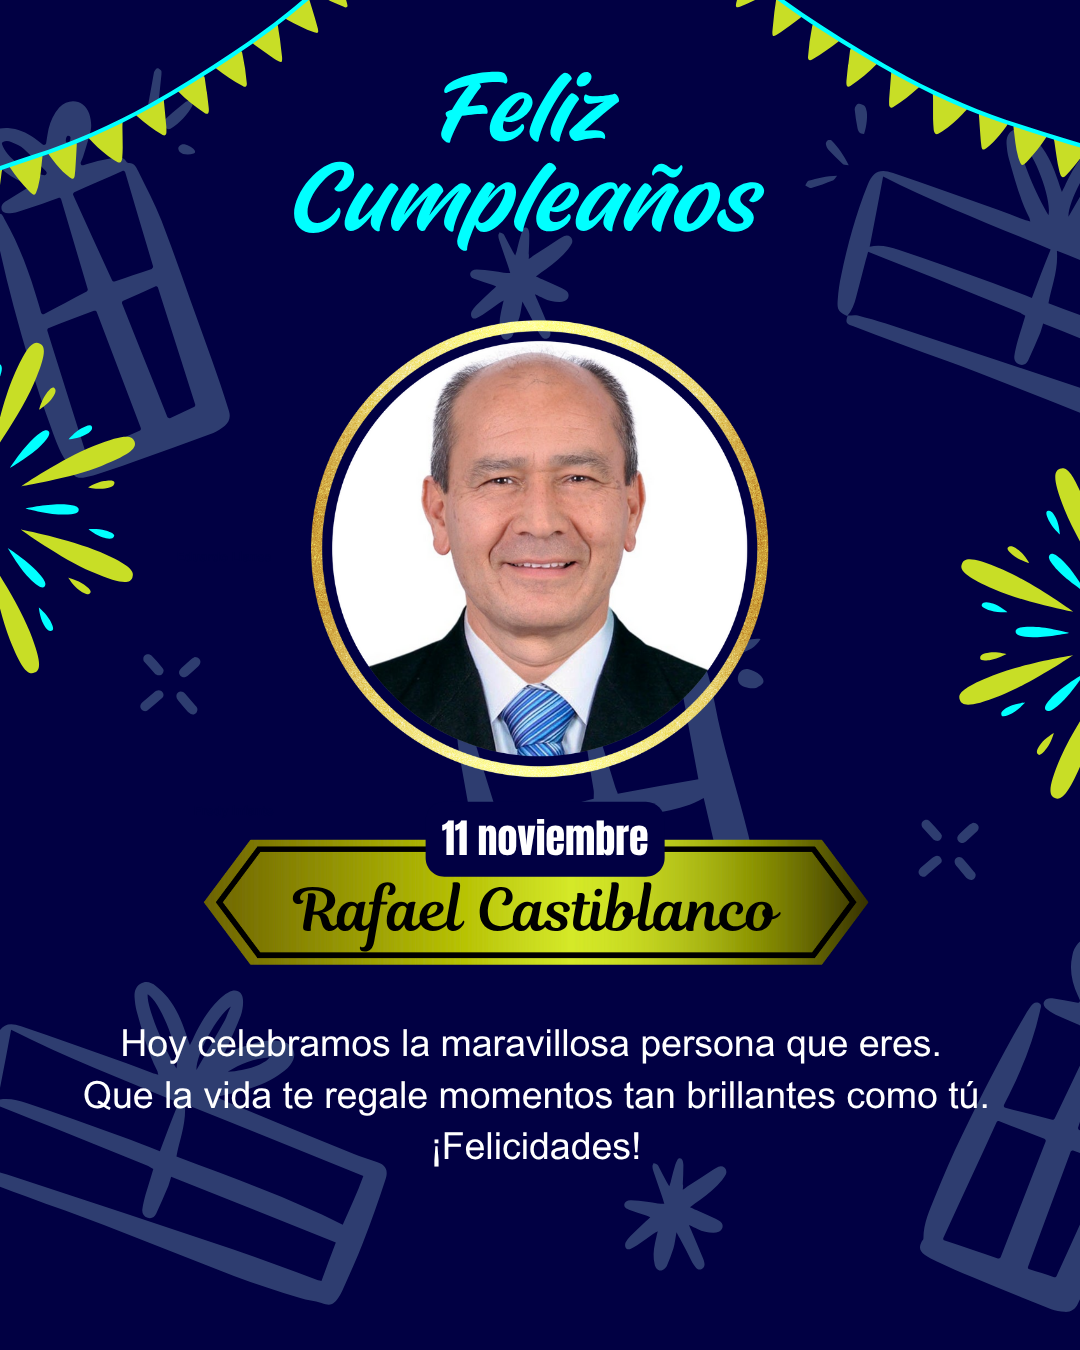 Feliz
Cumpleaños
11 noviembre
Rafael Castiblanco
Hoy celebramos la maravillosa persona que eres.
Que la vida te regale momentos tan brillantes como tú.
¡Felicidades!